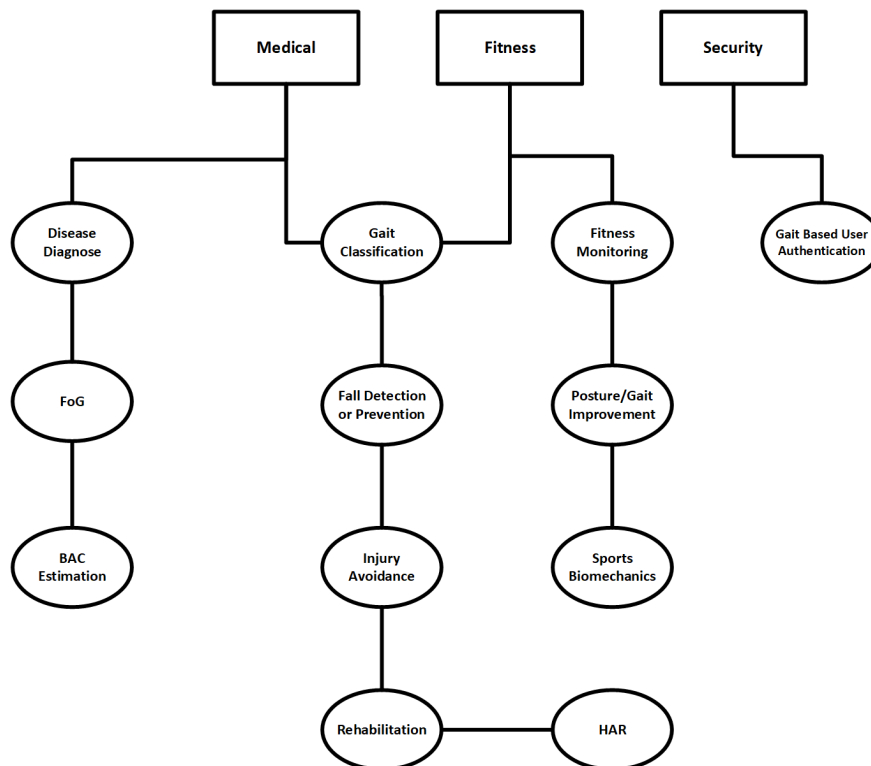 Medical
Fitness
Security
Disease
Diagnose
Gait
Classification
Fitness
Monitoring
Gait Based User
Authentication
FoG
Fall Detection
or Prevention
Posture/Gait
Improvement
BAC
Estimation
Injury
Avoidance
Sports
Biomechanics
Rehabilitation
HAR